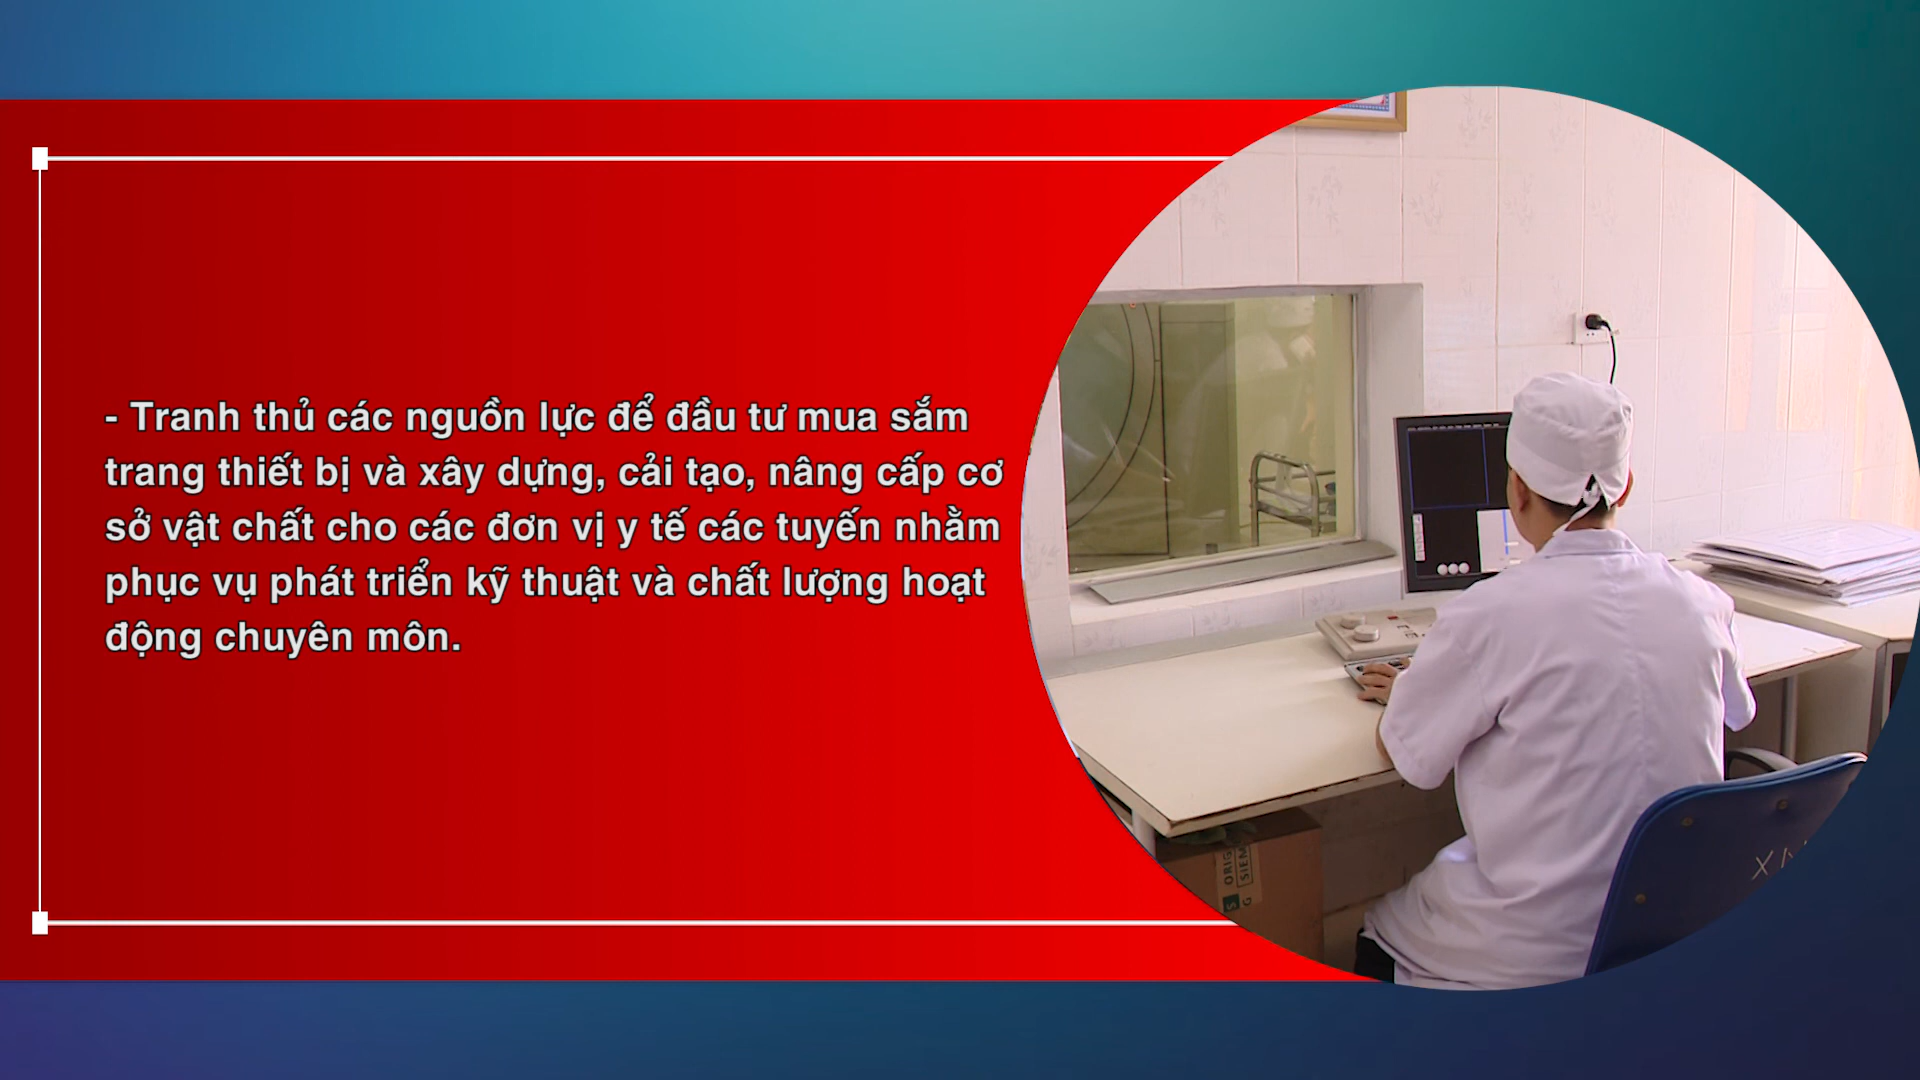 - Tranh thủ các nguồn lực để đầu tư mua sắm
trang thiết bị và xây dựng, cải tạo, nâng cấp cơ
sở vật chất cho các đơn vị y tế các tuyến nhằm
phục vụ phát triển kỹ thuật và chất lượng hoạt
động chuyên môn.